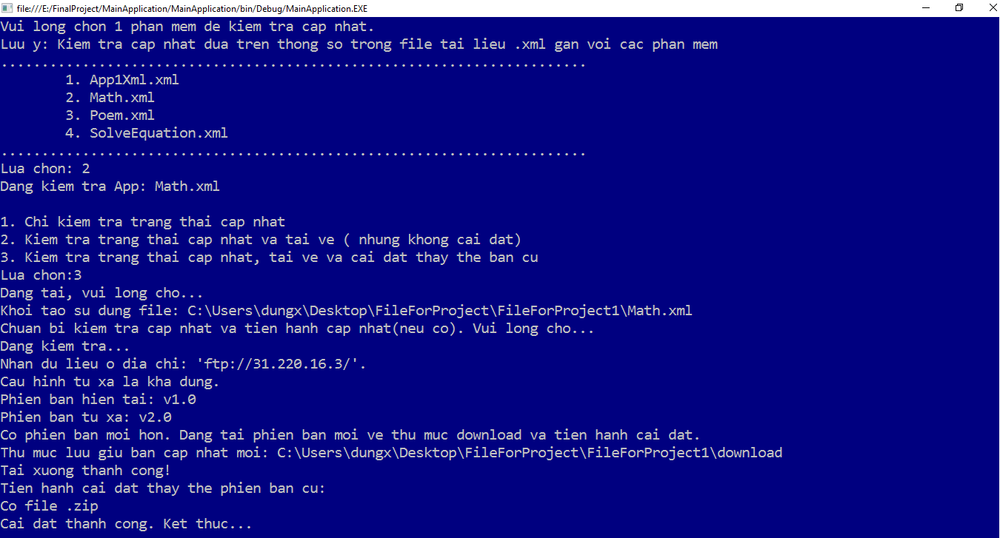 file:///E:/FinalProject/MainApplication/MainApplication/bin/Debug/MainApplication.EXE
Vui long chon 1 phan mem de kiem tra cap nhat.
Luu y: Kiem tra cap nhat dua tren thong so trong file tai lieu .xml gan voi cac phan mem
........................................................................
1. App1Xml.xml
2. Math.xml
3. Poem.xml
4. SolveEquation.xml
........................................................................
Lua chon: 2
Dang kiem tra App: Math.xml
1. Chi kiem tra trang thai cap nhat
2. Kiem tra trang thai cap nhat va tai ve ( nhung khong cai dat)
3. Kiem tra trang thai cap nhat, tai ve va cai dat thay the ban cu
Lua chon:3
Dang tai, vui long cho...
Khoi tao su dung file: C:\Users\dungx\Desktop\FileForProject\FileForProject1\Math.xml
Chuan bi kiem tra cap nhat va tien hanh cap nhat(neu co). Vui long cho...
Dang kiem tra...
Nhan du lieu o dia chi: 'ftp://31.220.16.3/'.
Cau hinh tu xa la kha dung.
Phien ban hien tai: v1.0
Phien ban tu xa: v2.0
Co phien ban moi hon. Dang tai phien ban moi ve thu muc download va tien hanh cai dat.
Thu muc luu giu ban cap nhat moi: C:\Users\dungx\Desktop\FileForProject\FileForProject1\download
Tai xuong thanh cong!
Tien hanh cai dat thay the phien ban cu:
Co file .zip
Cai dat thanh cong. Ket thuc...